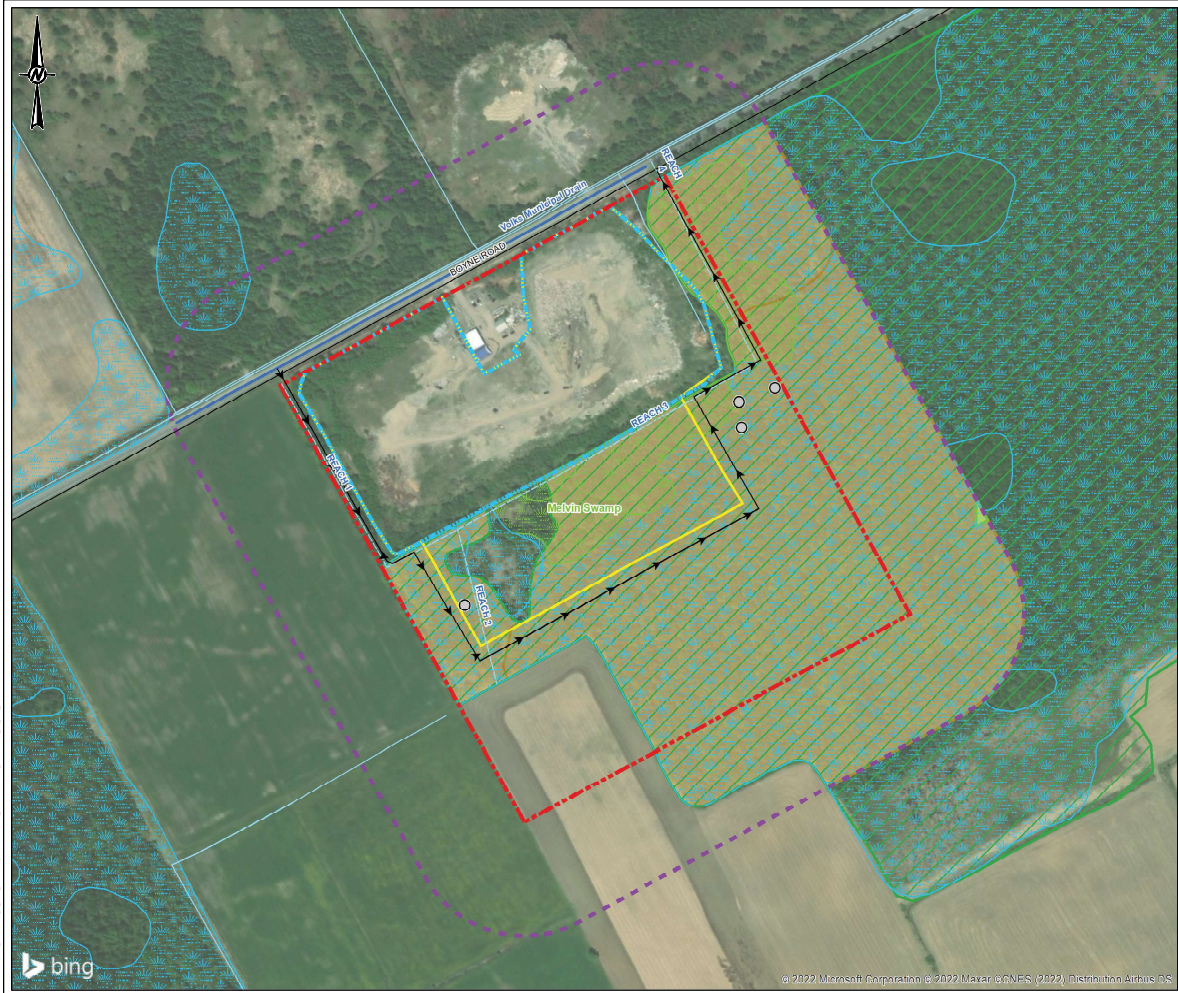 N
REACH
4
Volks Municipal Drain
BOYNE ROAD
REACH 3
REACH 1
Melvin Swamp
REACH 2
bing
© 2022 Microsoft Corporation © 2022 Maxar ©CNES (2022) Distribution Airbus DS